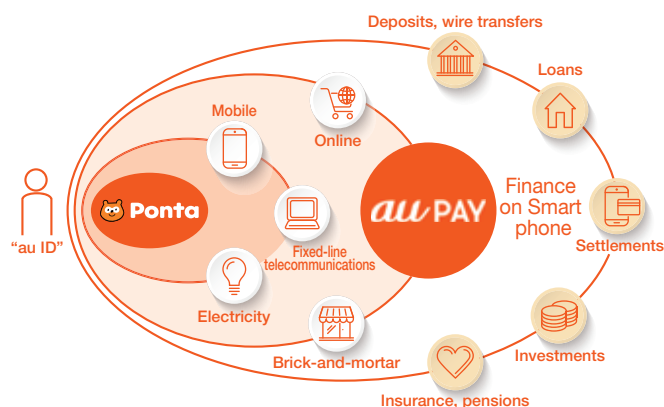 Deposits, wire transfers
Loans
Mobile
Online
Ponta
au PAY
Finance
on Smart
phone
"au ID"
Fixed-line
telecommunications
Settlements
Electricity
Brick-and-mortar
Investments
Insurance, pensions